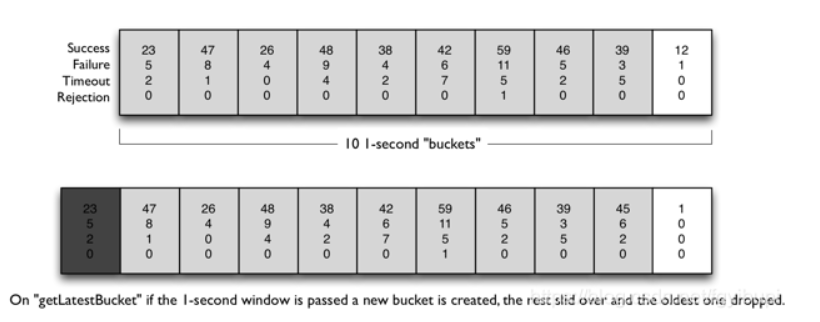 Success 23 47 26 48 38 42 59 46 39 12
Failure 5 8 4 9 4 6 11 5 3 1
Timeout 2 1 0 4 2 7 5 2 5 0
Rejection 0 0 0 0 0 0 1 0 0 0
10 1-second "buckets"
23 47 26 48 38 42 59 46 39 45 1
5 8 4 9 4 6 11 5 3 6 0
2 1 0 4 2 7 5 2 5 2 0
0 0 0 0 0 0 1 0 0 0 0
On "getLatestBucket" if the 1-second window is passed a new bucket is created, the rest slid over and the oldest one dropped.